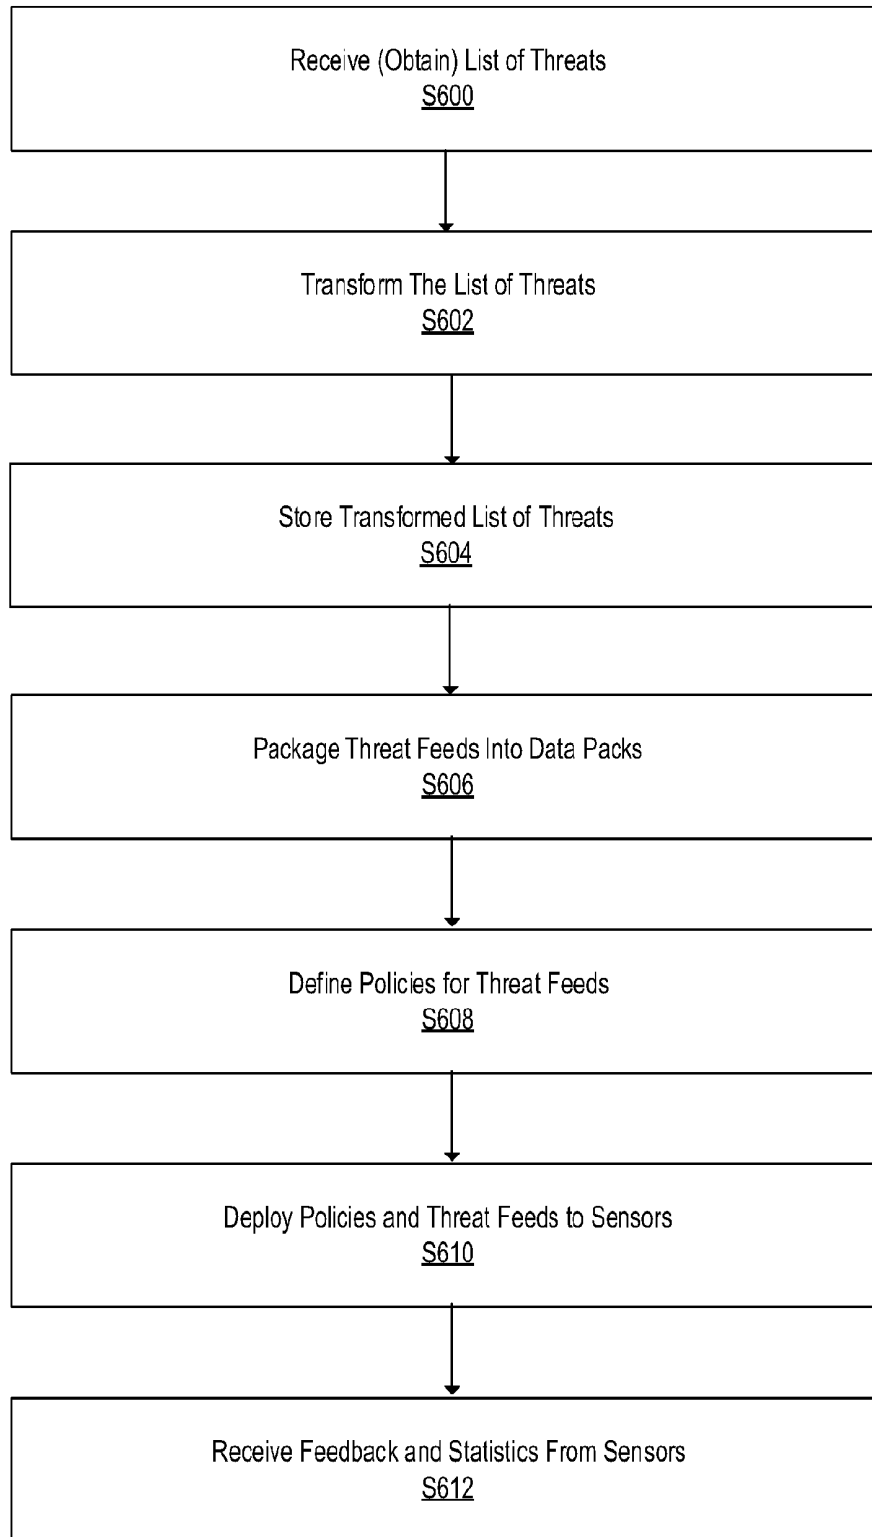 Receive (Obtain) List of Threats
S600
Transform The List of Threats
S602
Store Transformed List of Threats
S604
Package Threat Feeds Into Data Packs
S606
Define Policies for Threat Feeds
S608
Deploy Policies and Threat Feeds to Sensors
S610
Receive Feedback and Statistics From Sensors
S612